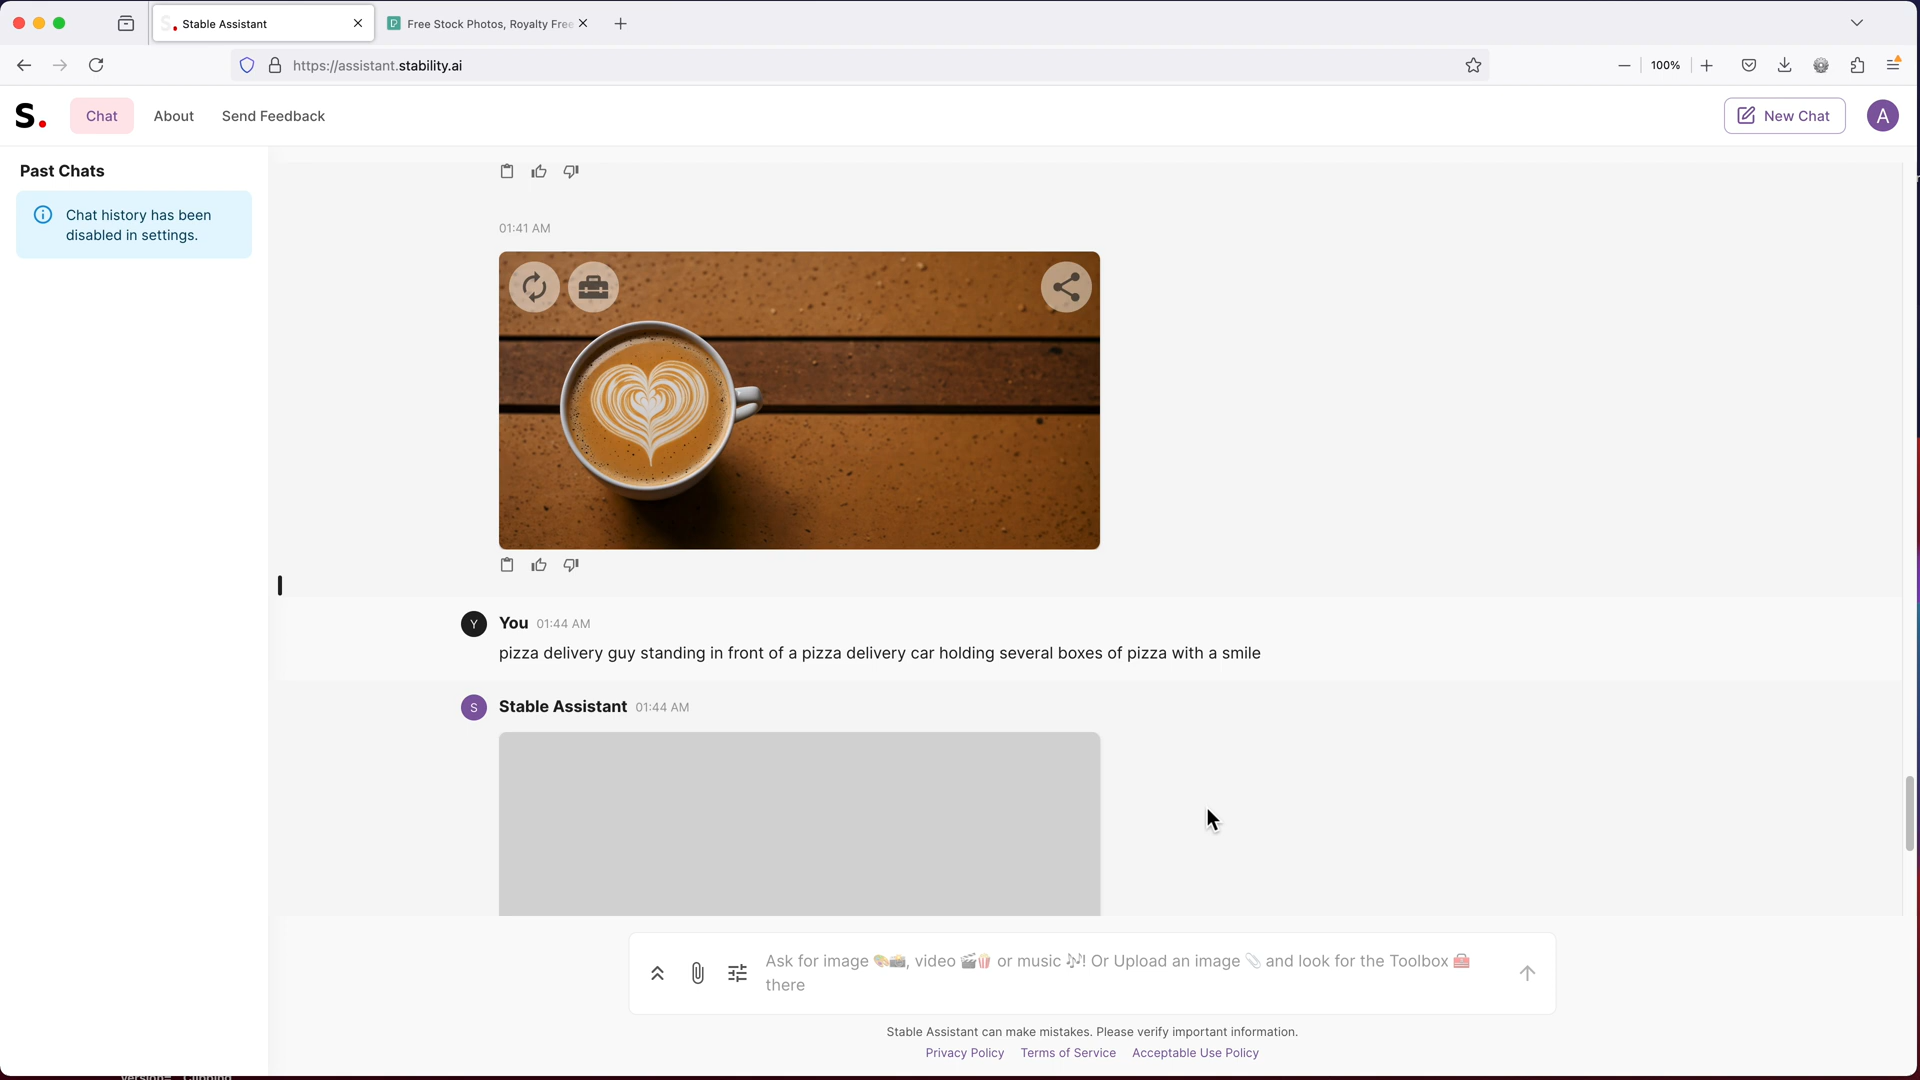 Stable Assistant
Free Stock Photos, Royalty Free
https://assistant.stability.ai
100%
S.
Chat
About
Send Feedback
New Chat
A
Past Chats
Chat history has been
disabled in settings.
01:41 AM
Y
You 01:44 AM
pizza delivery guy standing in front of a pizza delivery car holding several boxes of pizza with a smile
S
Stable Assistant 01:44 AM
Ask for image 🎨📸, video 🎬🍿 or music 🎶! Or Upload an image 📎 and look for the Toolbox 🧰
there
Stable Assistant can make mistakes. Please verify important information.
Privacy Policy Terms of Service Acceptable Use Policy